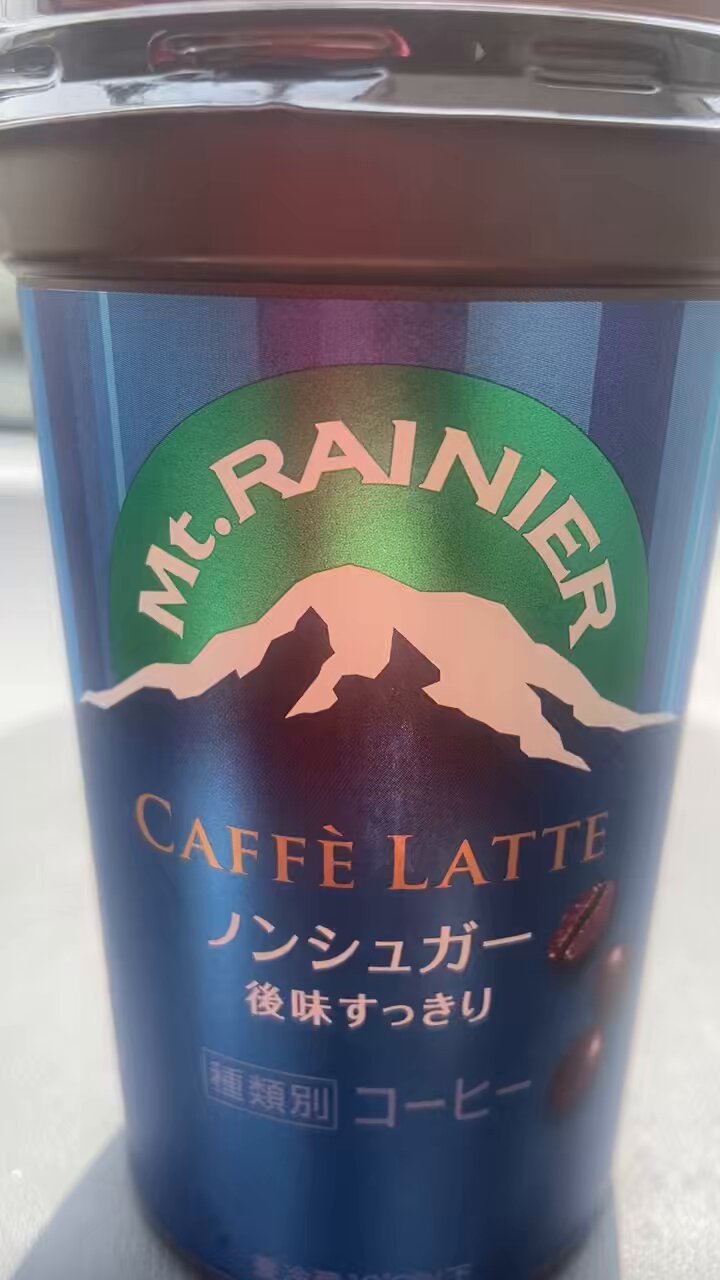 Mt. RAINIER
CAFFÈ LATTE
ノンシュガー
後味すっきり
種類別 コーヒー